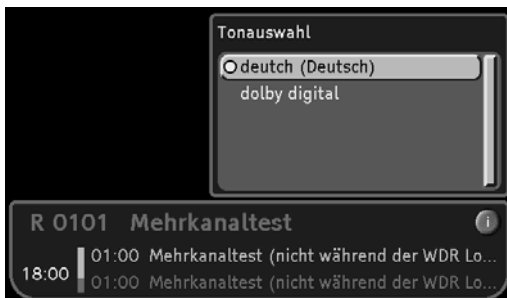 Tonauswahl
deutch (Deutsch)
dolby digital
R 0101 Mehrkanaltest
i
01:00 Mehrkanaltest (nicht während der WDR Lo...
18:00
01:00 Mehrkanaltest (nicht während der WDR Lo...